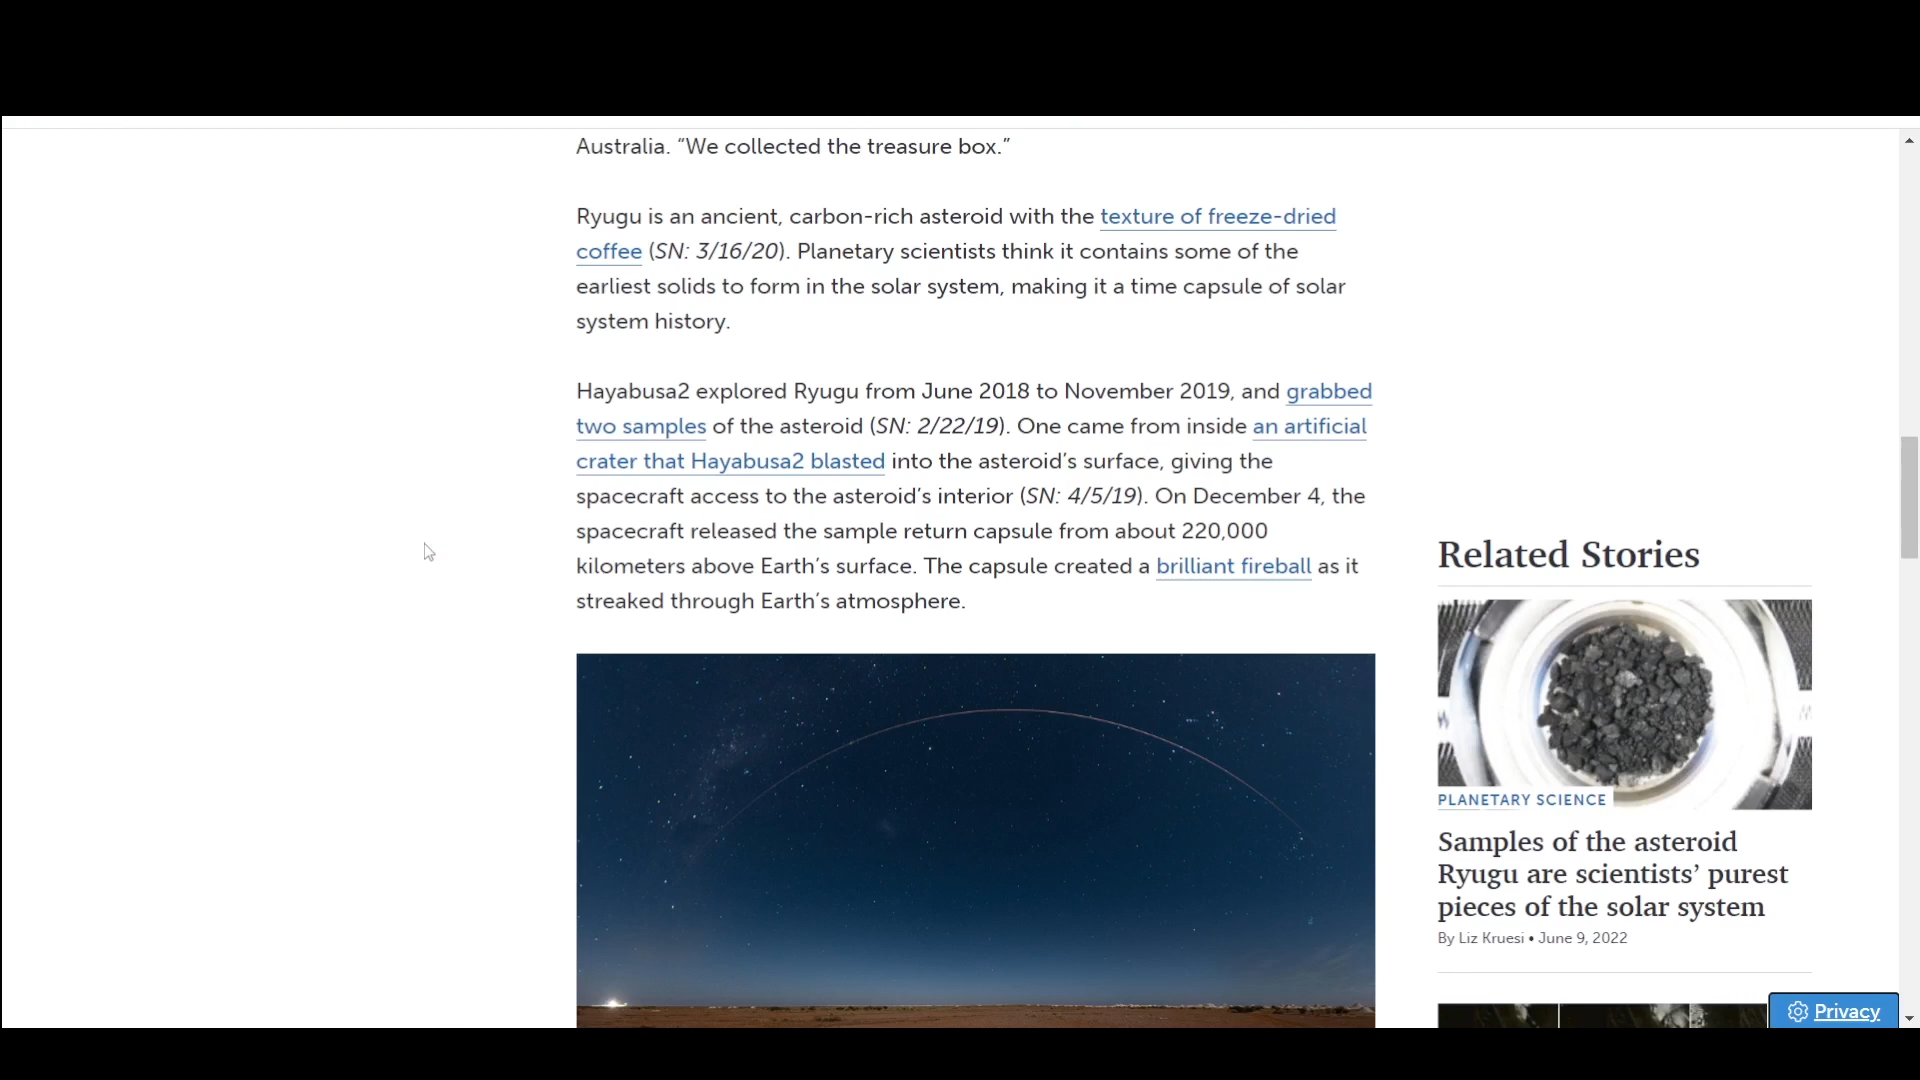 Australia. “We collected the treasure box.”
Ryugu is an ancient, carbon-rich asteroid with the texture of freeze-dried
coffee (SN: 3/16/20). Planetary scientists think it contains some of the
earliest solids to form in the solar system, making it a time capsule of solar
system history.
Hayabusa2 explored Ryugu from June 2018 to November 2019, and grabbed
two samples of the asteroid (SN: 2/22/19). One came from inside an artificial
crater that Hayabusa2 blasted into the asteroid’s surface, giving the
spacecraft access to the asteroid’s interior (SN: 4/5/19). On December 4, the
spacecraft released the sample return capsule from about 220,000
kilometers above Earth’s surface. The capsule created a brilliant fireball as it
streaked through Earth’s atmosphere.
Related Stories
PLANETARY SCIENCE
Samples of the asteroid
Ryugu are scientists’ purest
pieces of the solar system
By Liz Kruesi • June 9, 2022
Privacy